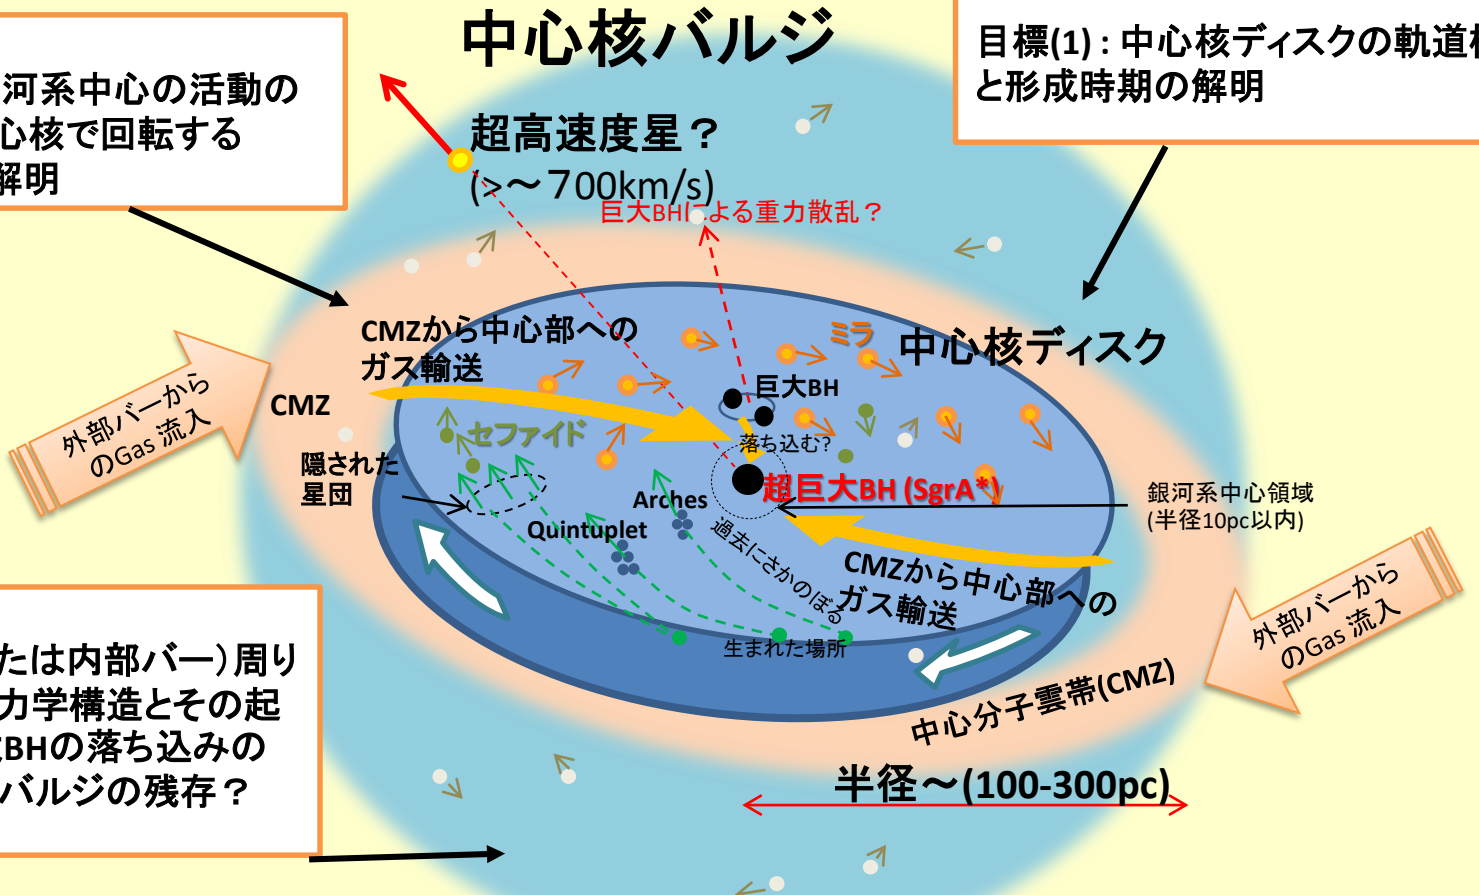 中心核バルジ
河系中心の活動の
心核で回転する
解明
目標(1)：中心核ディスクの軌道
と形成時期の解明
超高速度星？
(>～７00km/s)
巨大BHによる重力散乱？
CMZから中心部への
ガス輸送
ミラ
中心核ディスク
巨大BH
外部バーから
のGas 流入
CMZ
セファイド
落ち込む?
隠された
星団
超巨大BH (SgrA*)
Arches
Quintuplet
銀河系中心領域
(半径10pc以内)
過去にさかのぼる
CMZから中心部への
ガス輸送
外部バーから
のGas 流入
生まれた場所
たは内部バー）周り
力学構造とその起
BHの落ち込みの
バルジの残存？
中心分子雲帯(CMZ)
半径～(100-300pc)